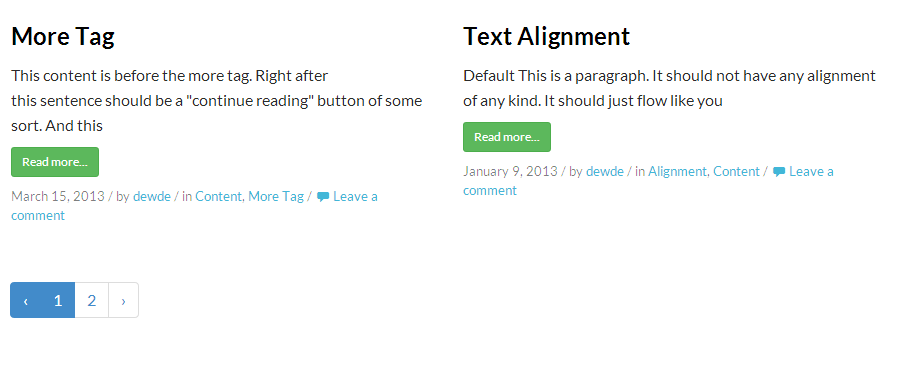 More Tag
This content is before the more tag. Right after
this sentence should be a "continue reading" button of some
sort. And this
Read more...
March 15, 2013 / by dewde / in Content, More Tag / Leave a
comment
Text Alignment
Default This is a paragraph. It should not have any alignment
of any kind. It should just flow like you
Read more...
January 9, 2013 / by dewde / in Alignment, Content / Leave a
comment
‹ 1 2 ›